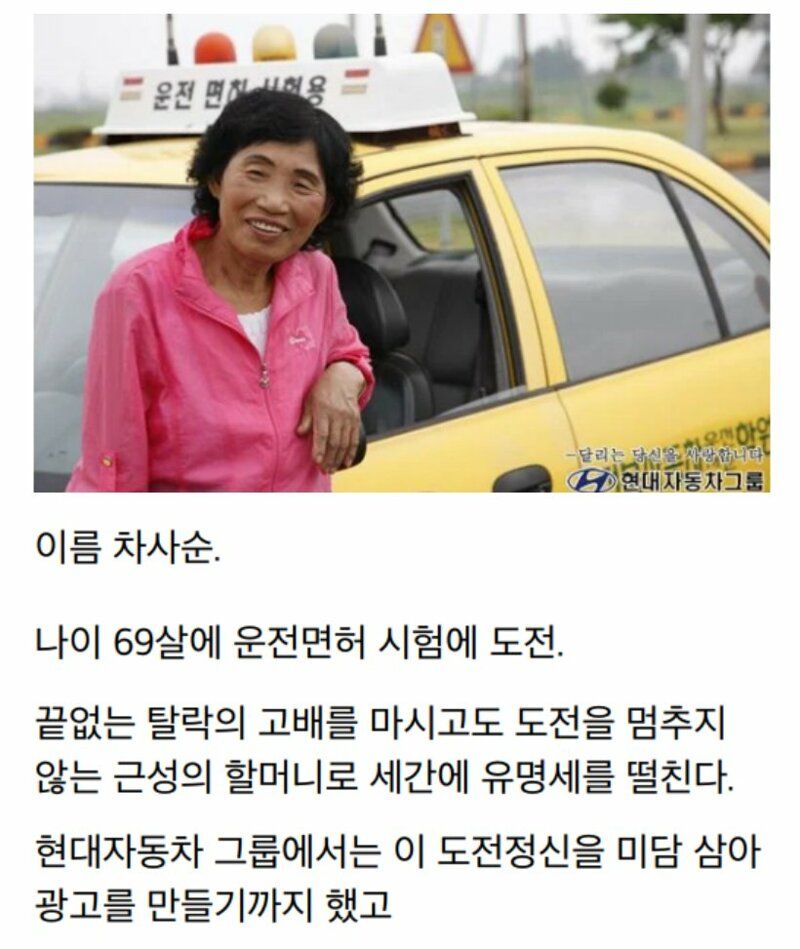 운전 면허 시험용
-달리는 당신을 사랑합니다
현대자동차그룹
이름 차사순.
나이 69살에 운전면허 시험에 도전.
끝없는 탈락의 고배를 마시고도 도전을 멈추지
않는 근성의 할머니로 세간에 유명세를 떨친다.
현대자동차 그룹에서는 이 도전정신을 미담 삼아
광고를 만들기까지 했고